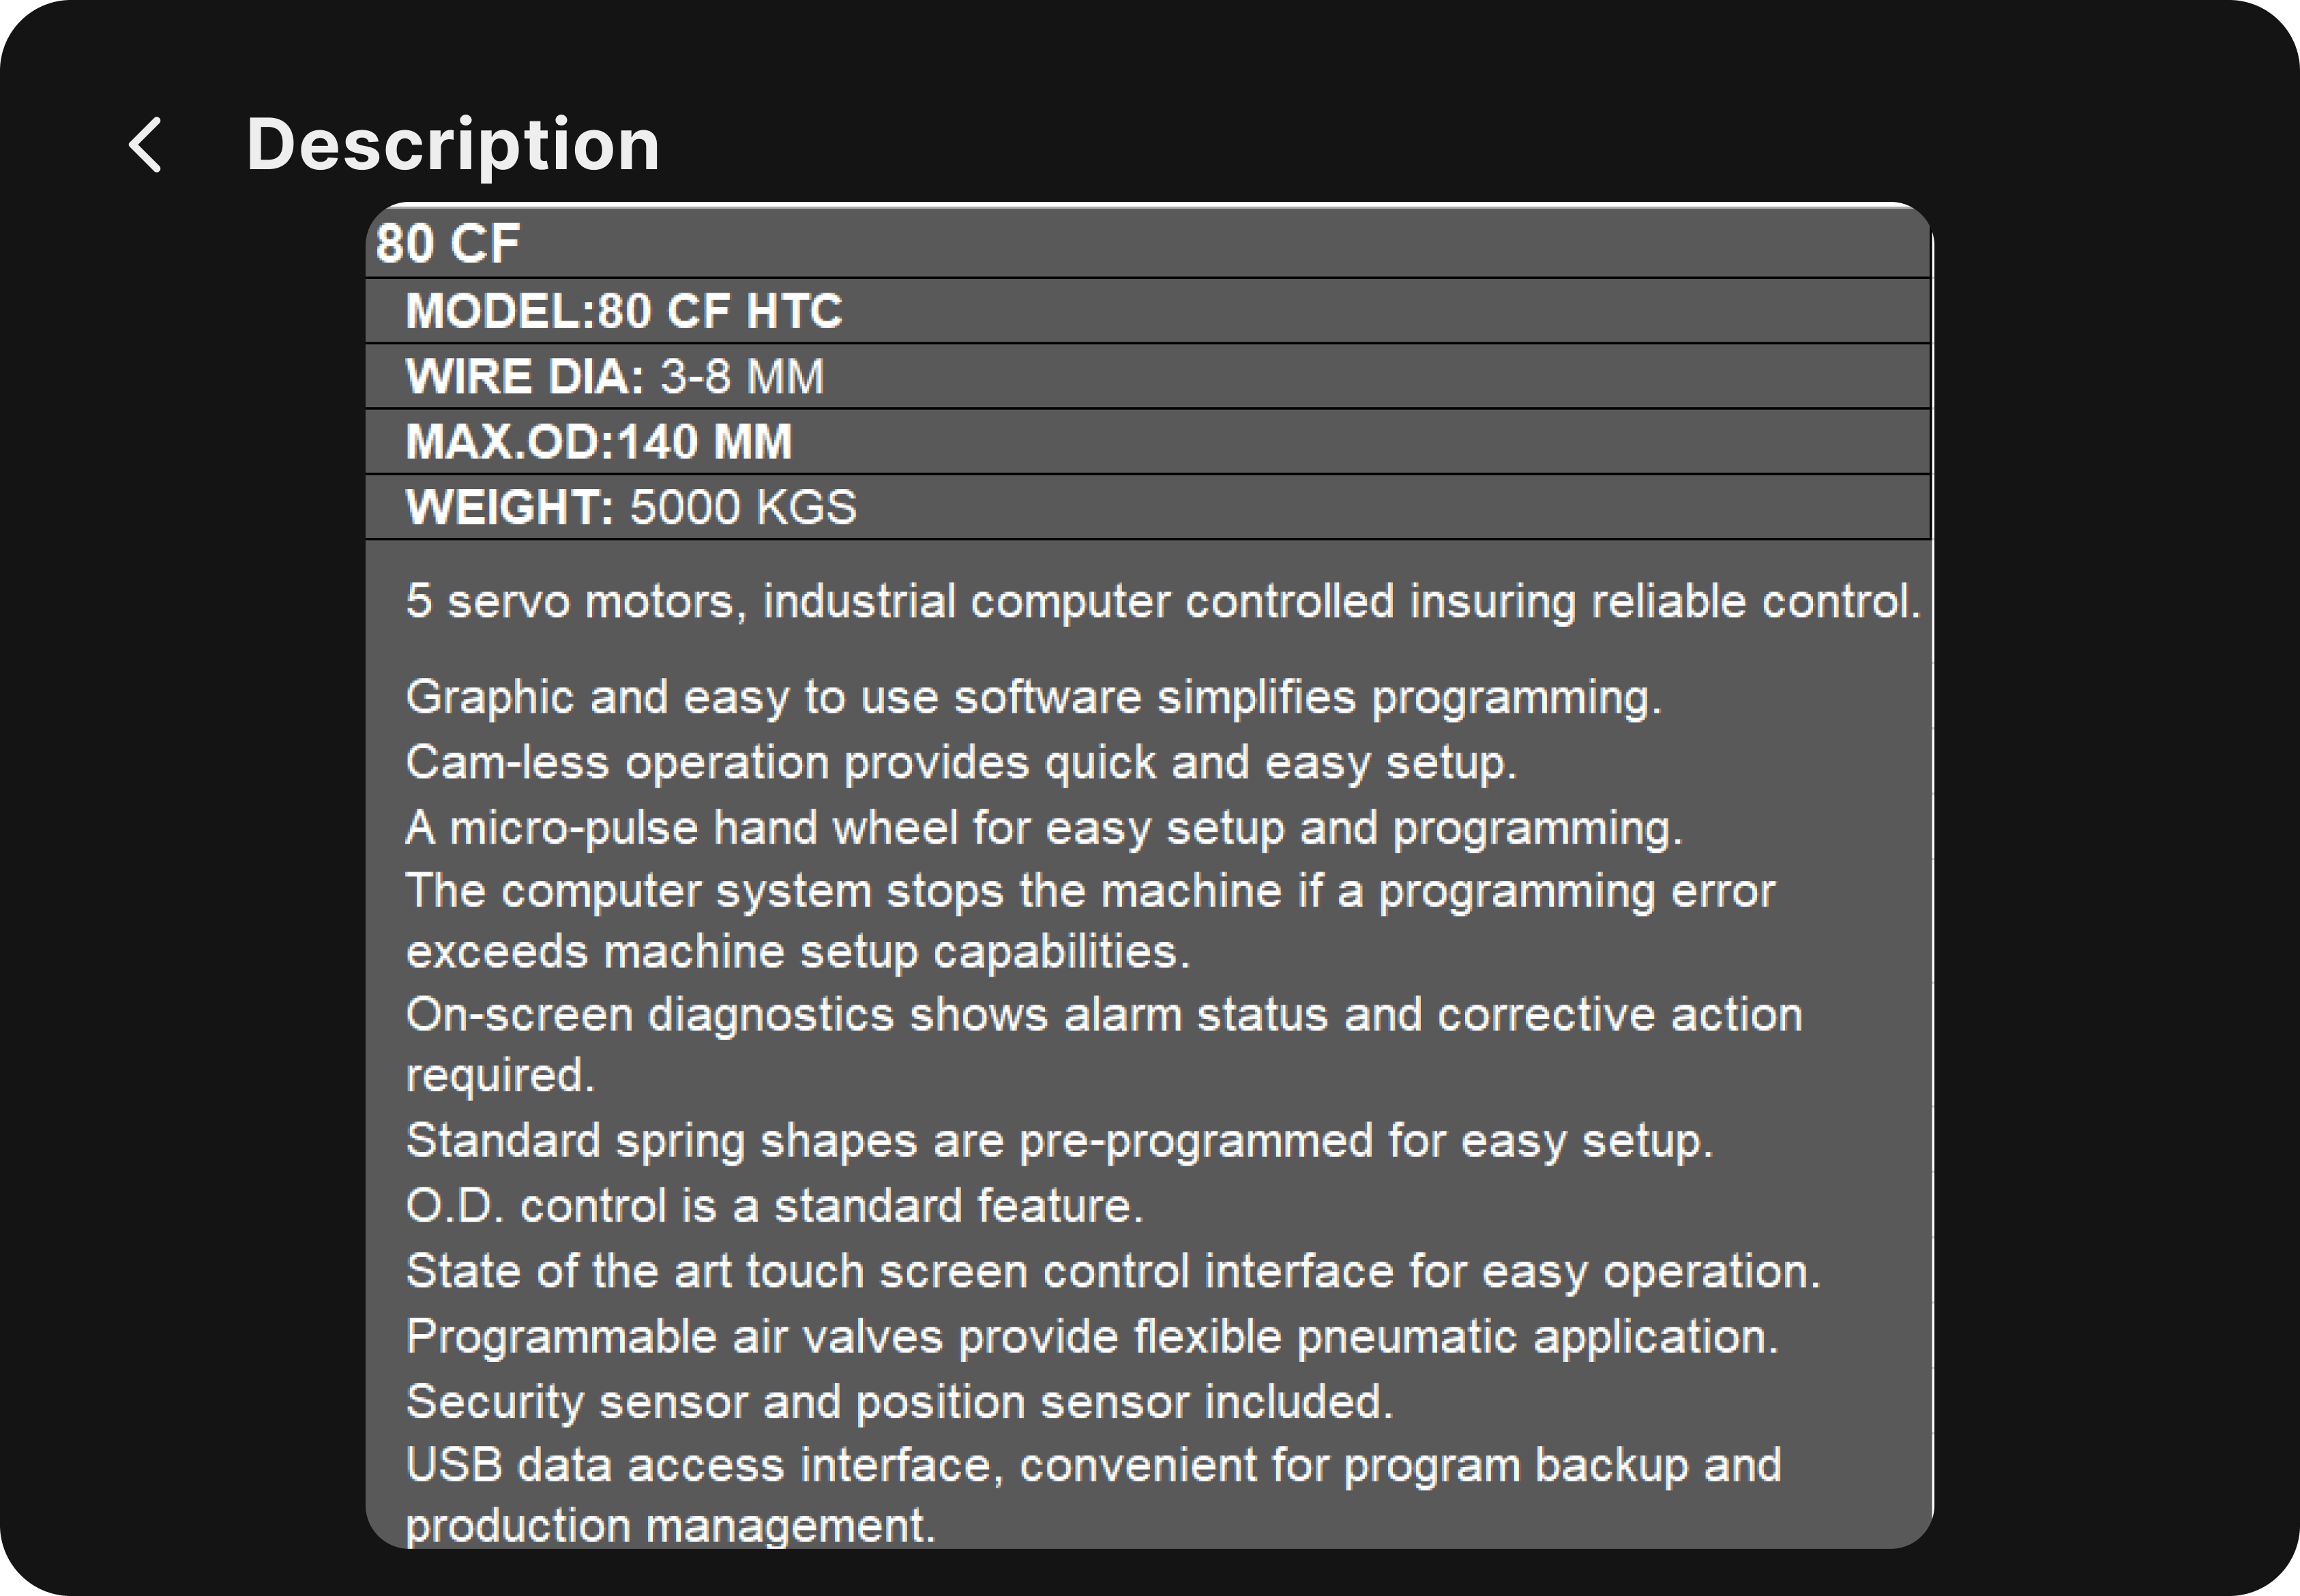 Description
80 CF
MODEL:80 CF HTC
WIRE DIA: 3-8 MM
MAX.OD:140 MM
WEIGHT: 5000 KGS
5 servo motors, industrial computer controlled insuring reliable control.
Graphic and easy to use software simplifies programming.
Cam-less operation provides quick and easy setup.
A micro-pulse hand wheel for easy setup and programming.
The computer system stops the machine if a programming error
exceeds machine setup capabilities.
On-screen diagnostics shows alarm status and corrective action
required.
Standard spring shapes are pre-programmed for easy setup.
O.D. control is a standard feature.
State of the art touch screen control interface for easy operation.
Programmable air valves provide flexible pneumatic application.
Security sensor and position sensor included.
USB data access interface, convenient for program backup and
production management.